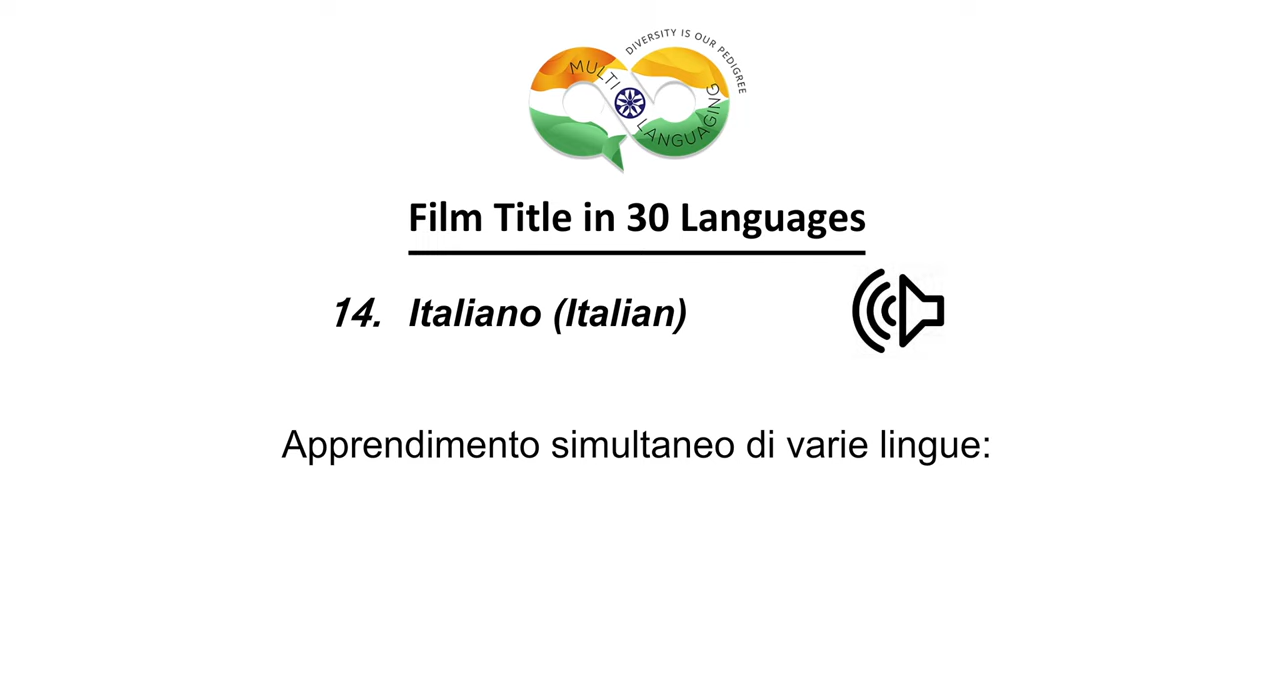 DIVERSITY IS OUR PEDIGREE
MULTI
LANGUAGING
Film Title in 30 Languages
14. Italiano (Italian)
Apprendimento simultaneo di varie lingue: